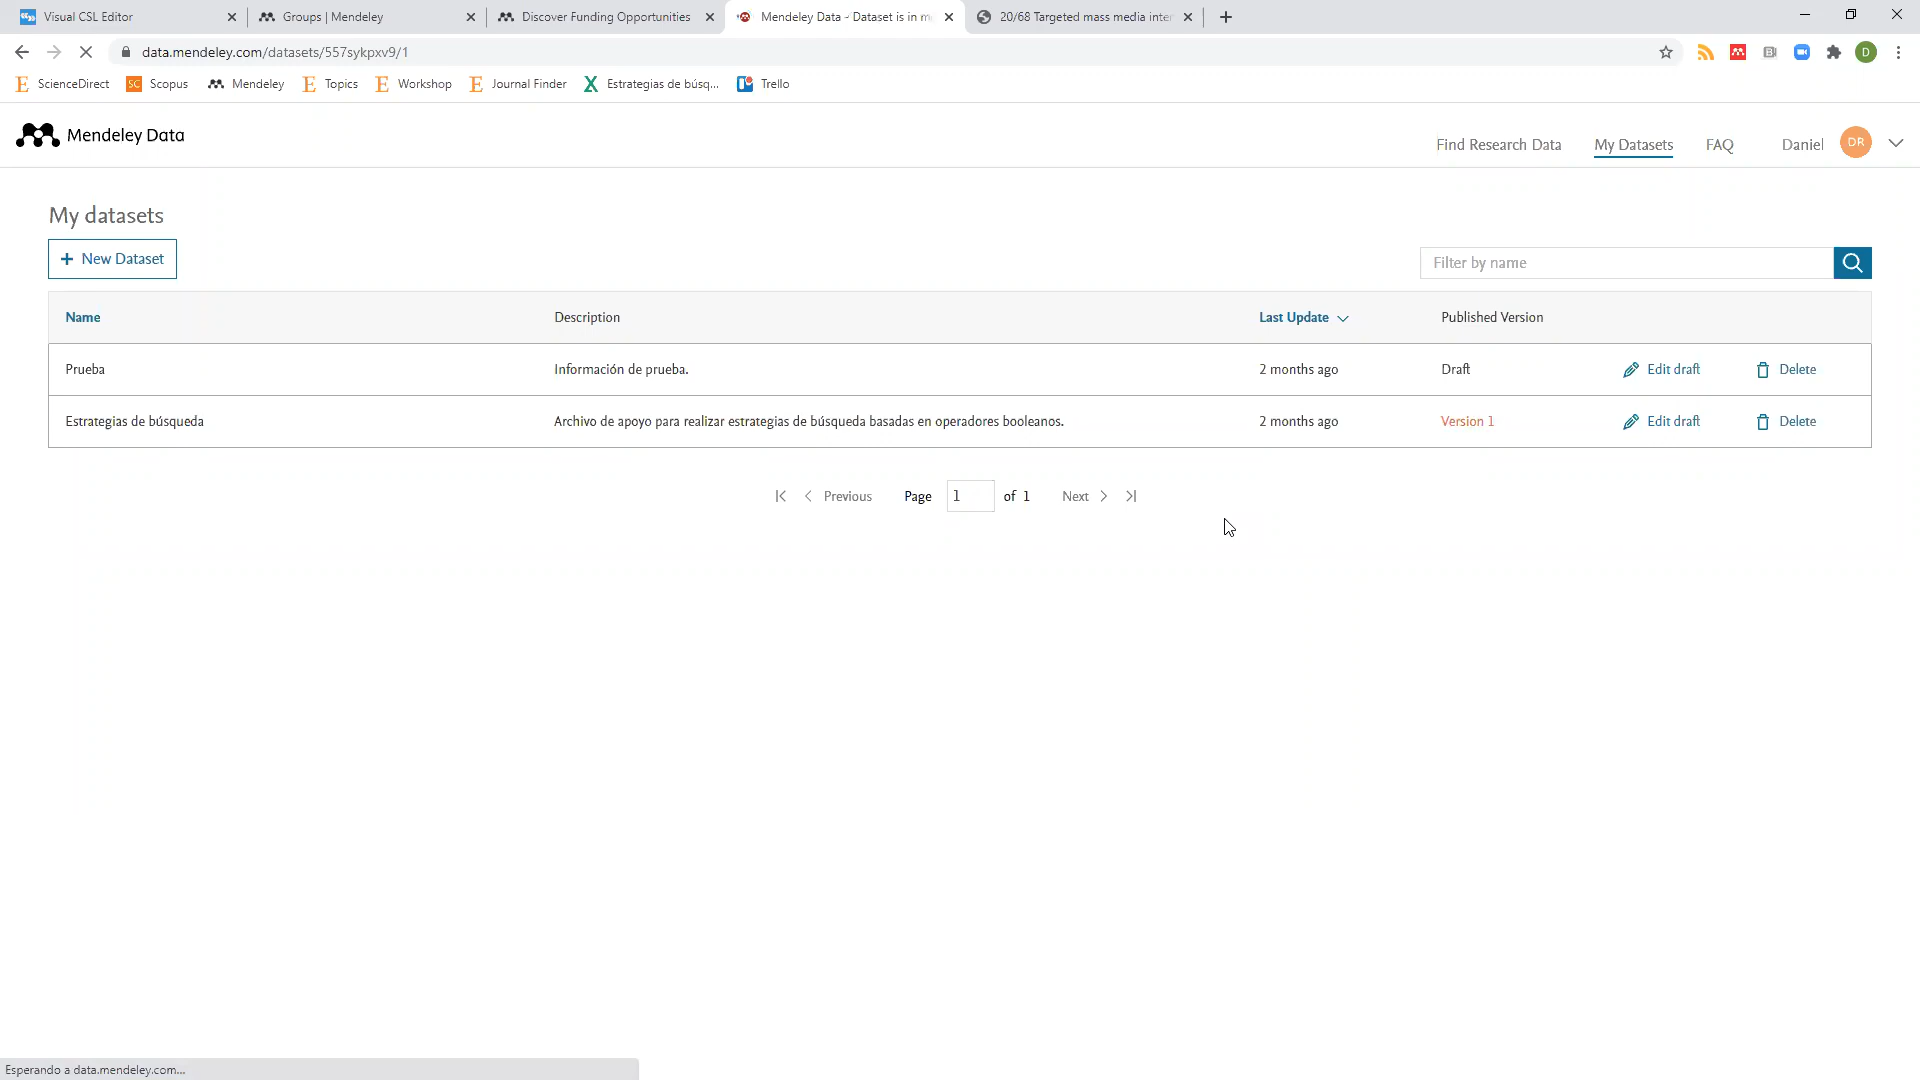 Visual CSL Editor
Groups | Mendeley
Discover Funding Opportunities
Mendeley Data - Dataset is in m
20/68 Targeted mass media inter
data.mendeley.com/datasets/557sykpxv9/1
D
E ScienceDirect
SC Scopus
Mendeley
E Topics
E Workshop
E Journal Finder
Estrategias de búsq...
Trello
Mendeley Data
Find Research Data
My Datasets
FAQ
Daniel
DR
My datasets
+ New Dataset
Filter by name
Name Description Last Update Published Version
Prueba Información de prueba. 2 months ago Draft Edit draft Delete
Estrategias de búsqueda Archivo de apoyo para realizar estrategias de búsqueda basadas en operadores booleanos. 2 months ago Version 1 Edit draft Delete
Previous Page 1 of 1 Next
Esperando a data.mendeley.com...